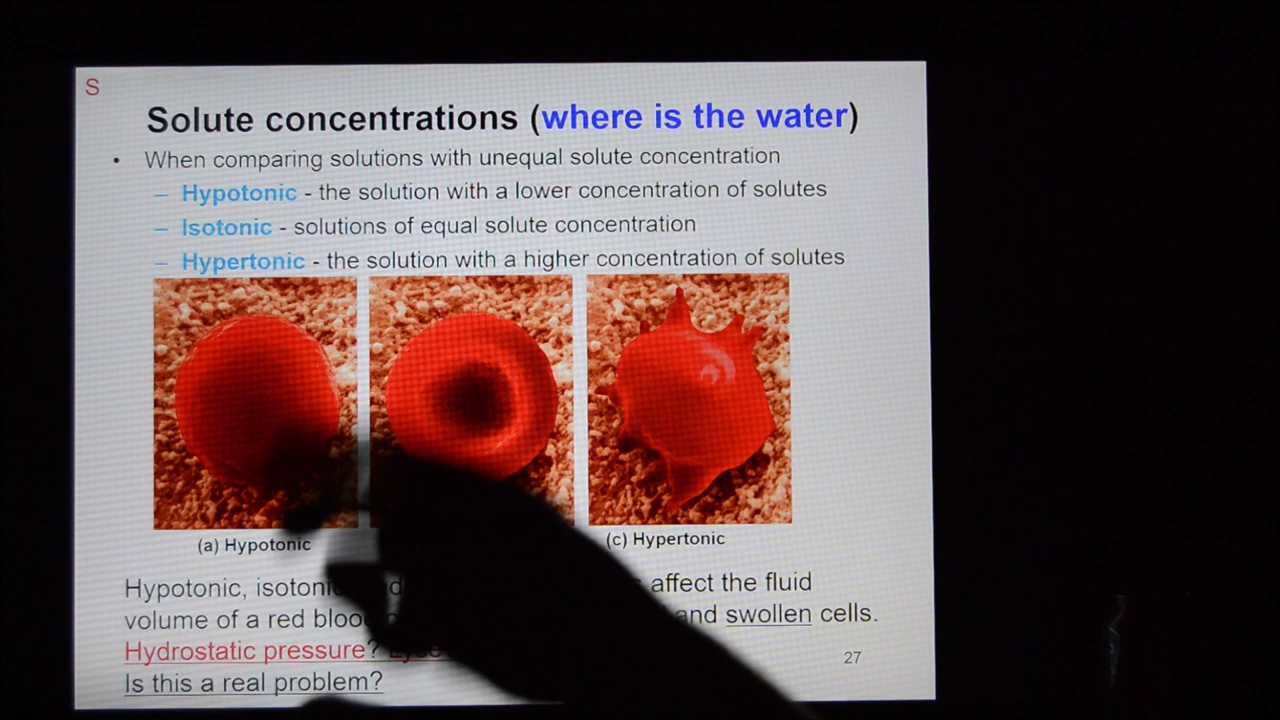 S
Solute concentrations (where is the water)
• When comparing solutions with unequal solute concentration
– Hypotonic - the solution with a lower concentration of solutes
– Isotonic - solutions of equal solute concentration
– Hypertonic - the solution with a higher concentration of solutes
(a) Hypotonic (c) Hypertonic
Hypotonic, affect the fluid
volume of a red and swollen cells.
Hydrostatic pressure?
Is this a real problem?
27